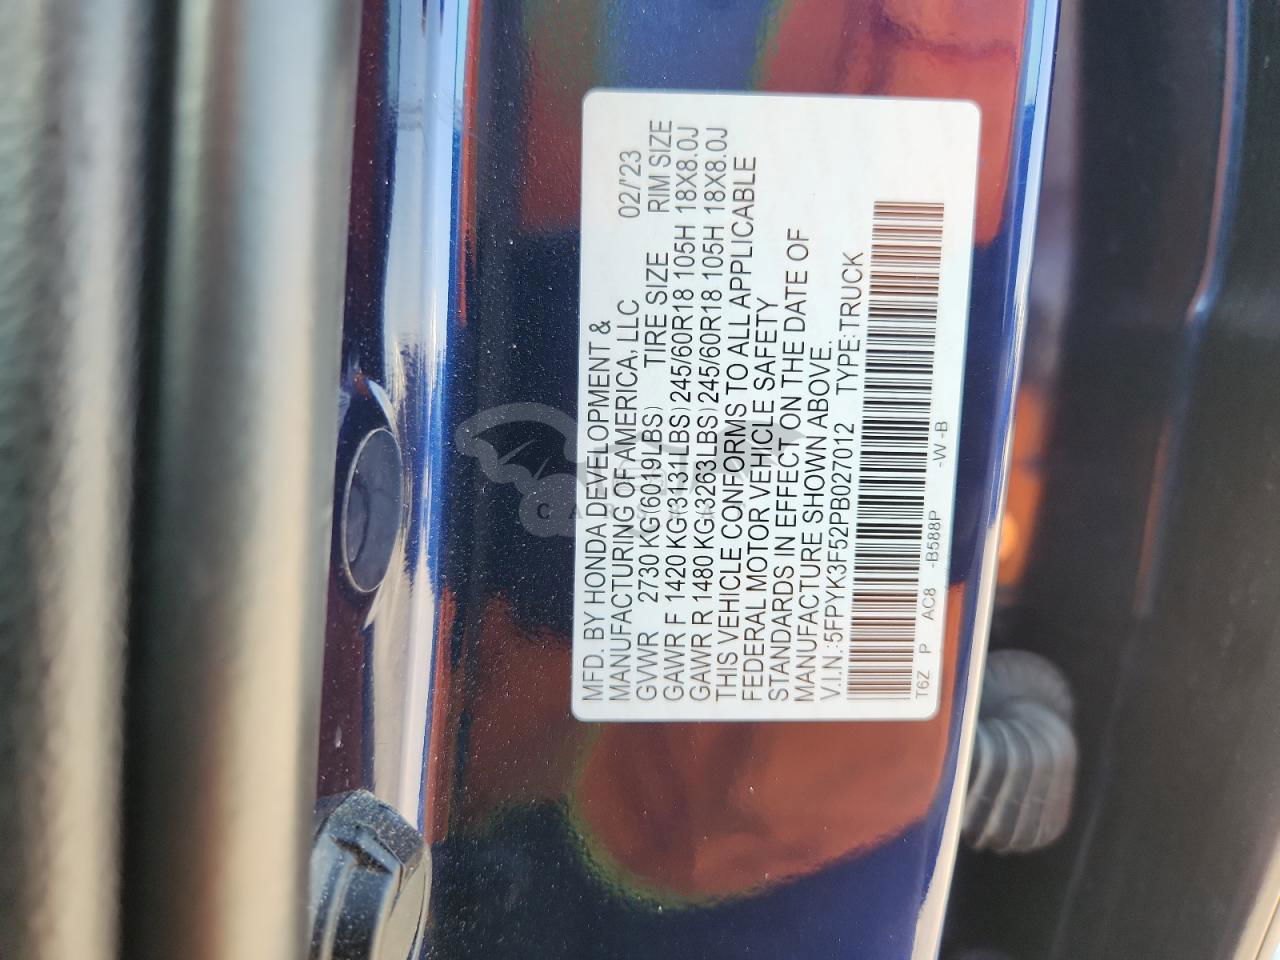 MFD. BY HONDA DEVELOPMENT &
MANUFACTURING OF AMERICA, LLC 02/'23
GVWR 2730 KG(6019LBS) TIRE SIZE RIM SIZE
GAWR F 1420 KG(3131LBS) 245/60R18 105H 18X8.0J
GAWR R 1480 KG(3263LBS) 245/60R18 105H 18X8.0J
THIS VEHICLE CONFORMS TO ALL APPLICABLE
FEDERAL MOTOR VEHICLE SAFETY
STANDARDS IN EFFECT ON THE DATE OF
MANUFACTURE SHOWN ABOVE.
V.I.N.:5FPYK3F52PB027012 TYPE:TRUCK
T6Z P AC8 -B588P -W -B